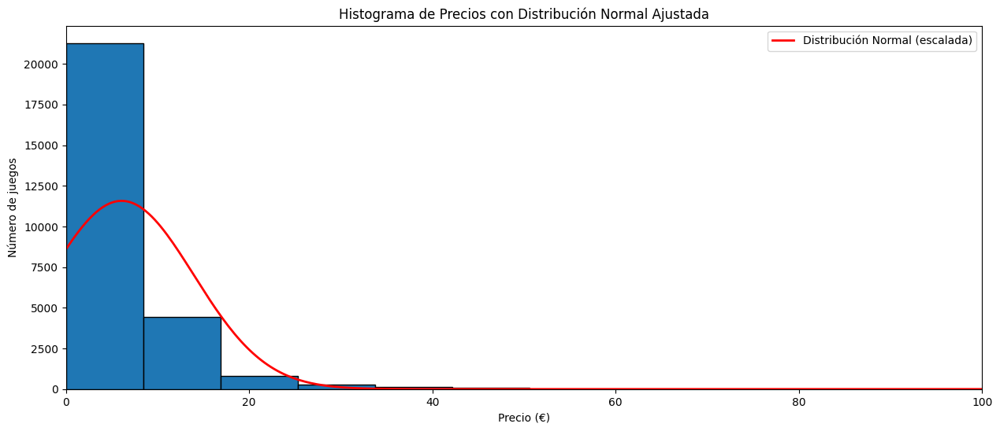 Histograma de Precios con Distribución Normal Ajustada
Distribución Normal (escalada)
20000
17500
15000
12500
10000
7500
5000
2500
0
Número de juegos
0 20 40 60 80 100
Precio (€)